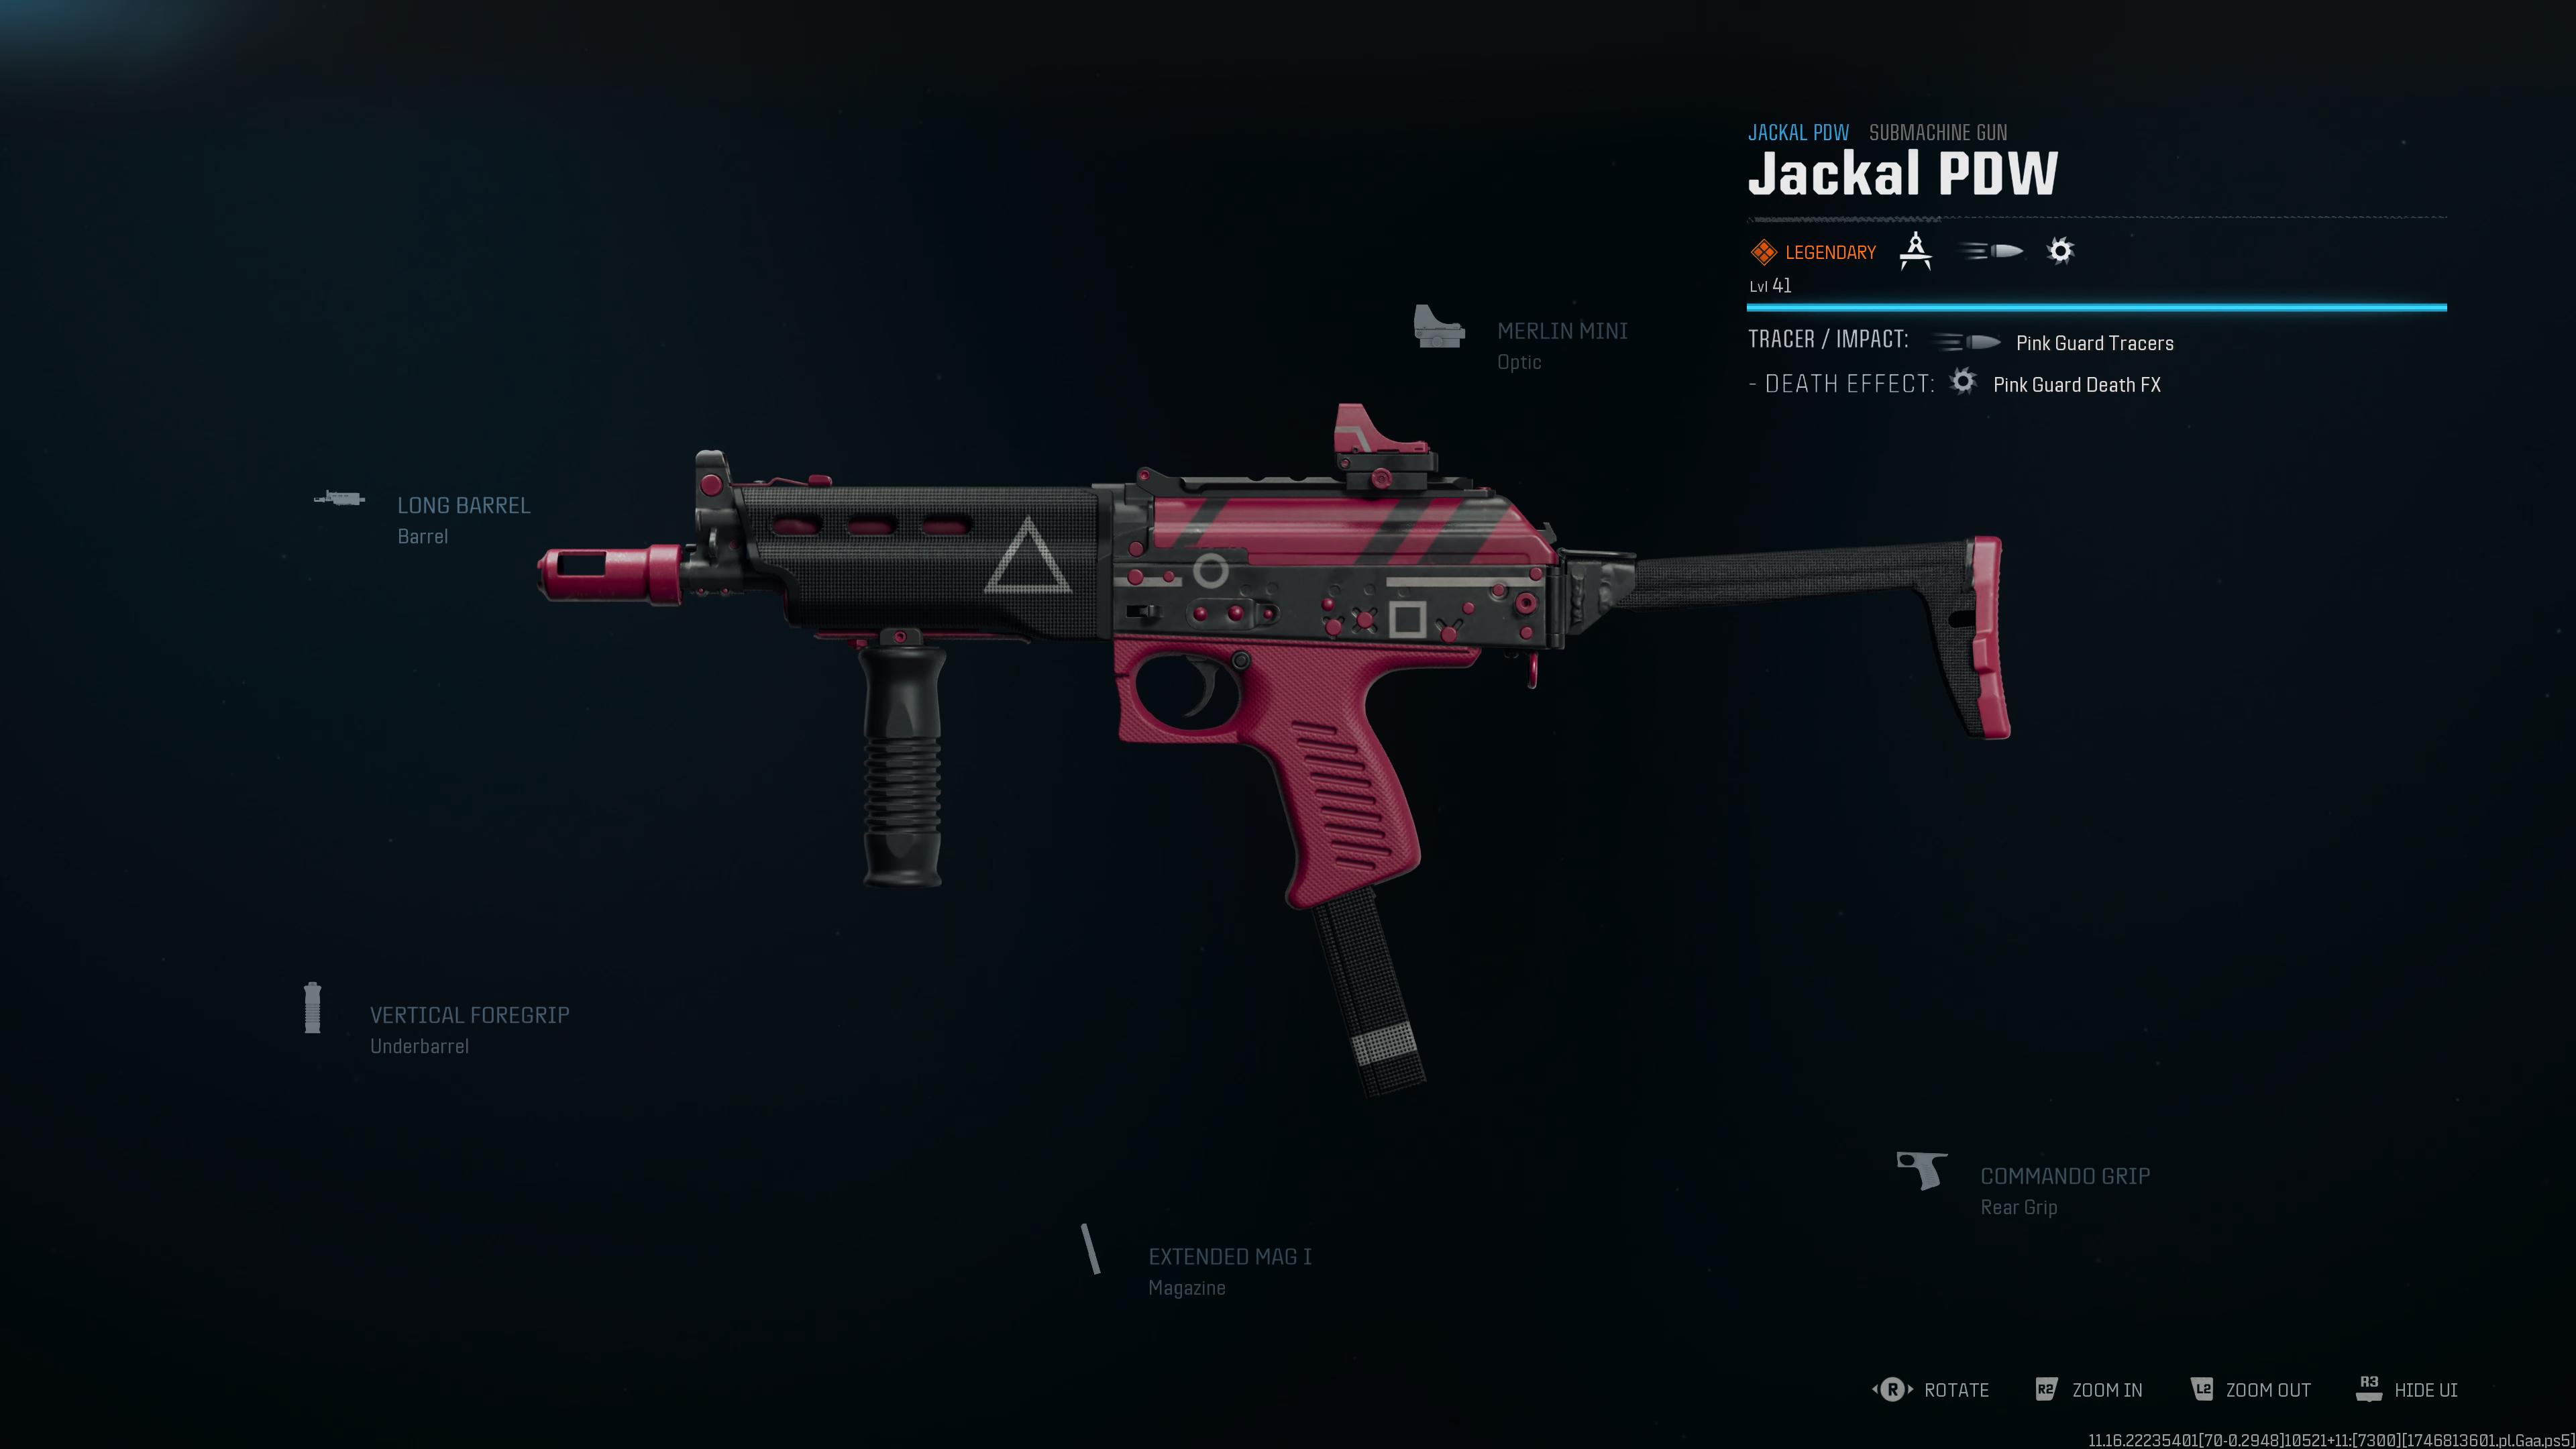 JACKAL PDW SUBMACHINE GUN
Jackal PDW
LEGENDARY
Lvl 41
TRACER / IMPACT: Pink Guard Tracers
- DEATH EFFECT: Pink Guard Death FX
MERLIN MINI
Optic
LONG BARREL
Barrel
VERTICAL FOREGRIP
Underbarrel
COMMANDO GRIP
Rear Grip
EXTENDED MAG I
Magazine
R ROTATE R2 ZOOM IN L2 ZOOM OUT R3 HIDE UI
11.16.22235401[70-0.2948]10521+11:[7300][1746813601.pl.Gaa.ps5]